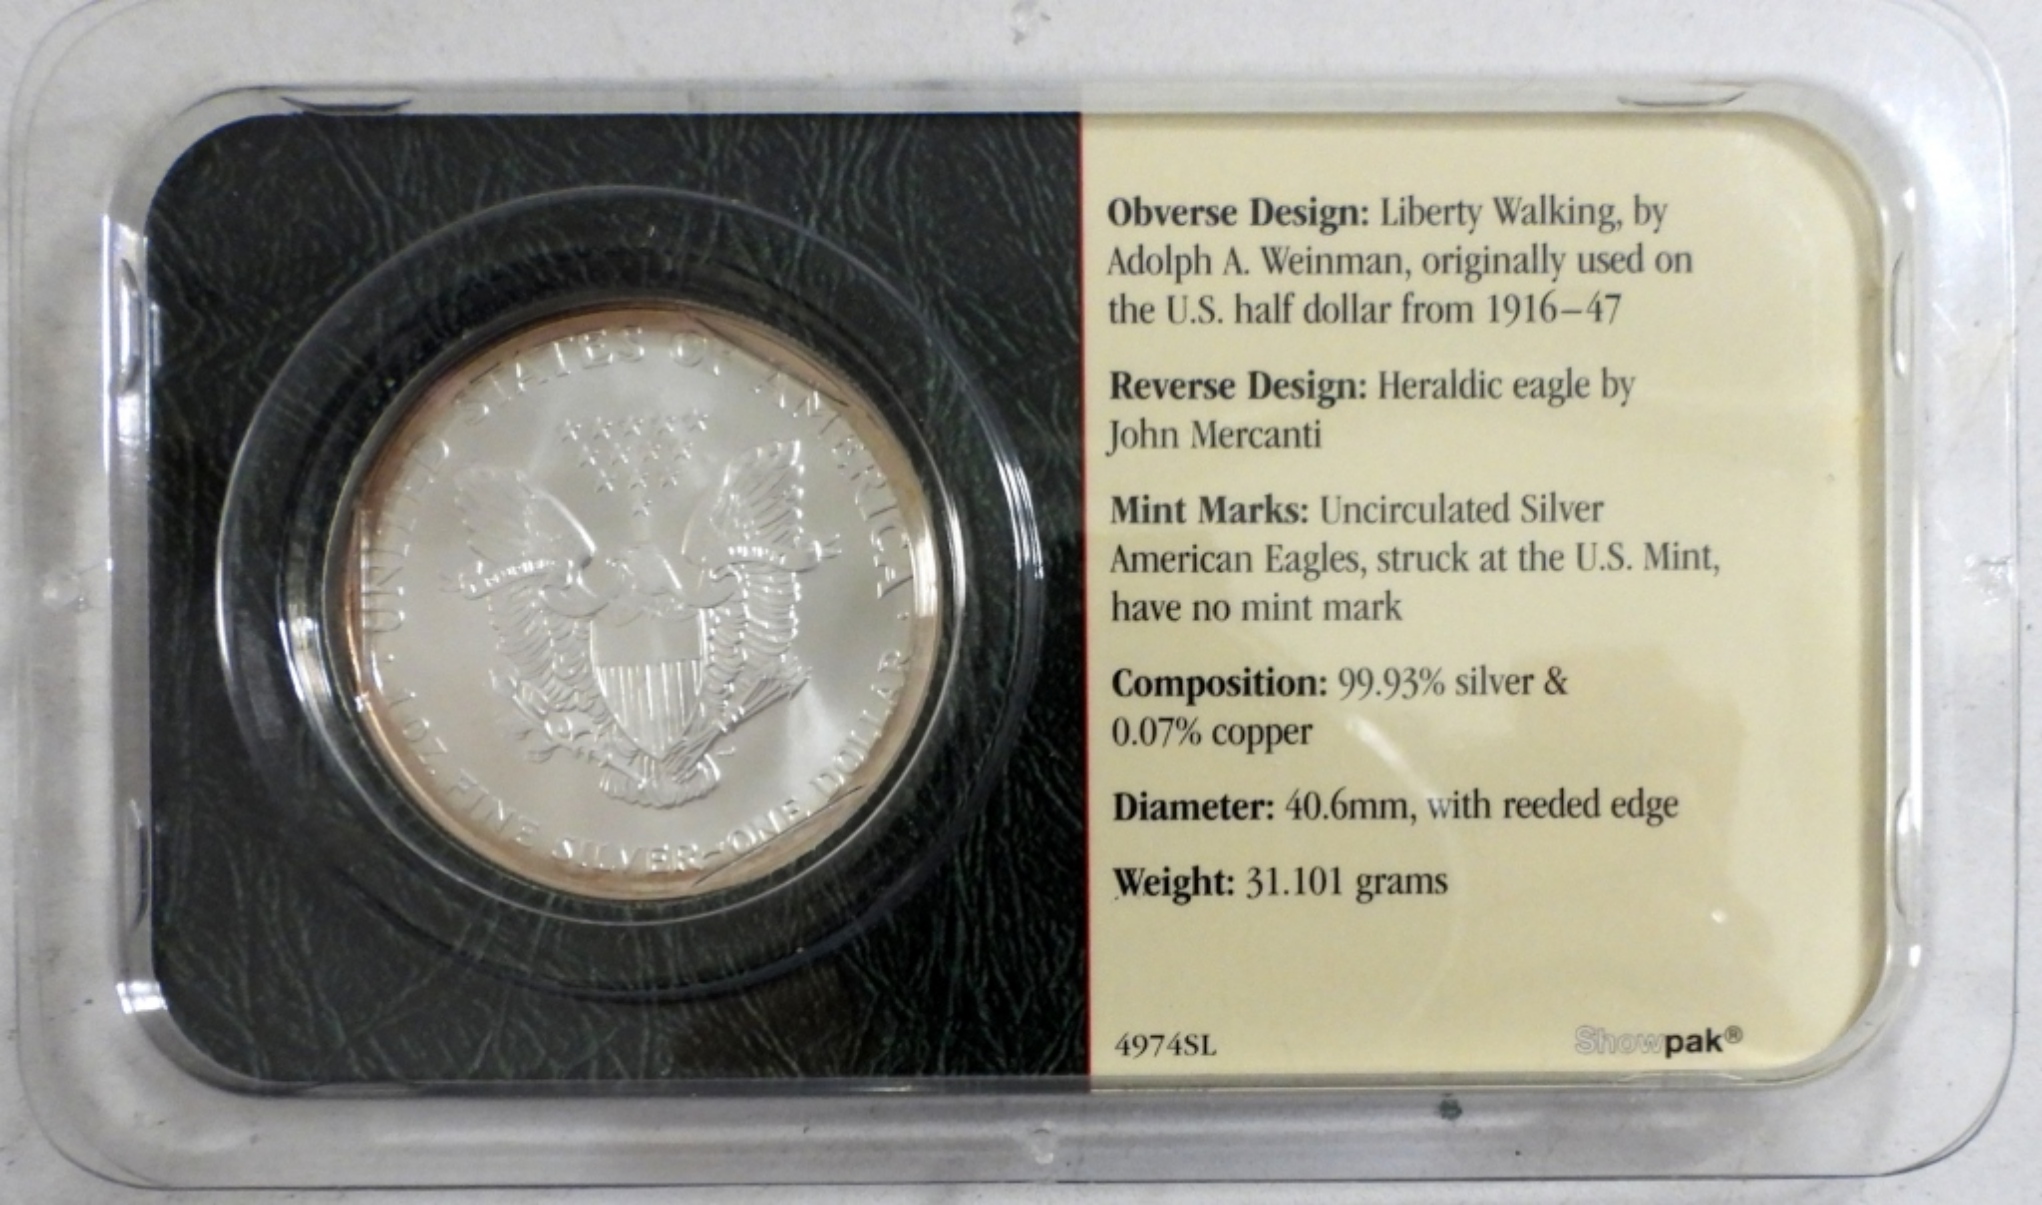 UNITED STATES OF AMERICA
1 OZ. FINE SILVER–ONE DOLLAR
Obverse Design: Liberty Walking, by
Adolph A. Weinman, originally used on
the U.S. half dollar from 1916–47
Reverse Design: Heraldic eagle by
John Mercanti
Mint Marks: Uncirculated Silver
American Eagles, struck at the U.S. Mint,
have no mint mark
Composition: 99.93% silver &
0.07% copper
Diameter: 40.6mm, with reeded edge
Weight: 31.101 grams
4974SL
Showpak®